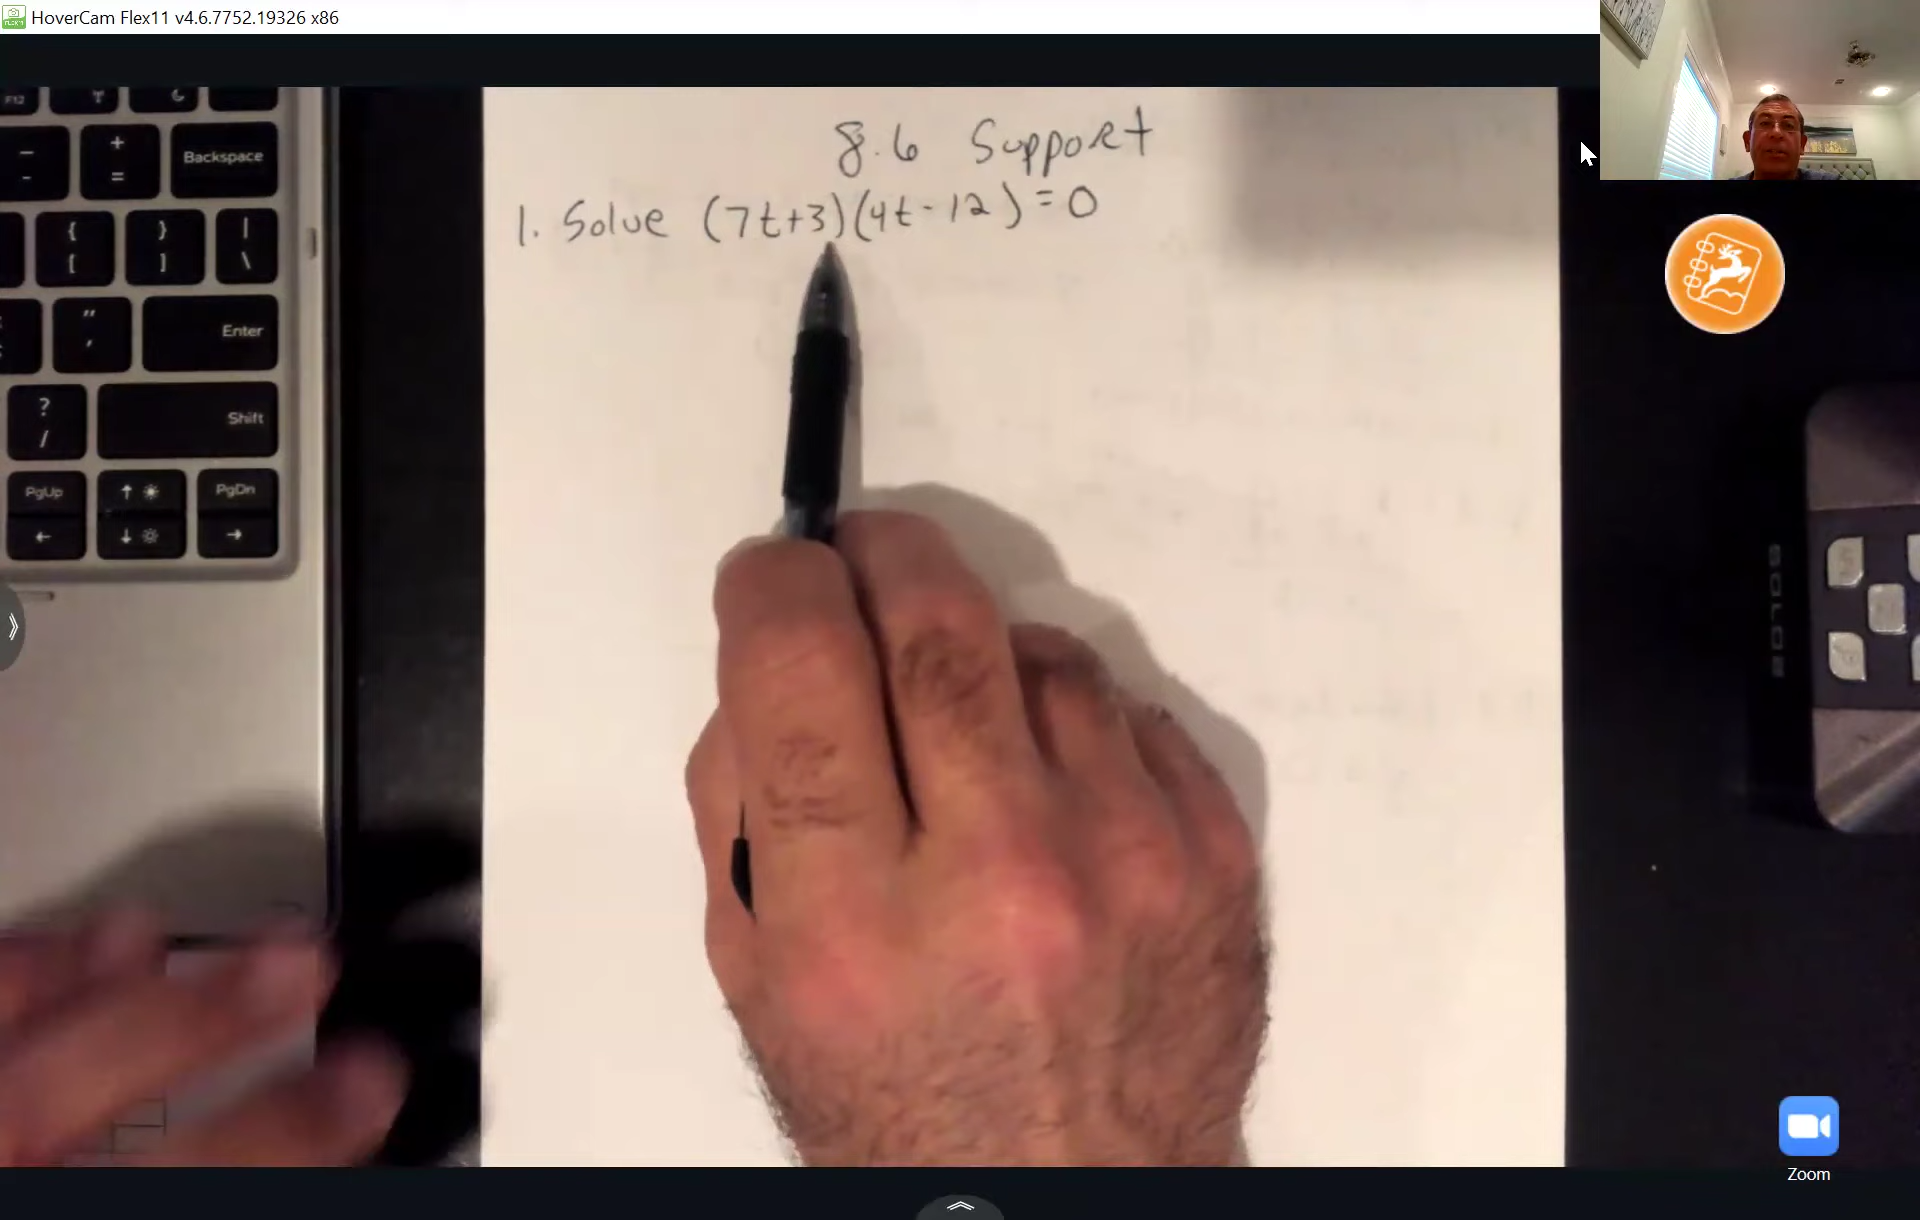 HoverCam Flex11 v4.6.7752.19326 x86
8.6 Support
1. Solve (7t+3)(4t-12)=0
F12
- -
+ =
Backspace
{ [
} ]
| \
" '
Enter
? /
Shift
PgUp
↑
PgDn
←
↓
→
Zoom